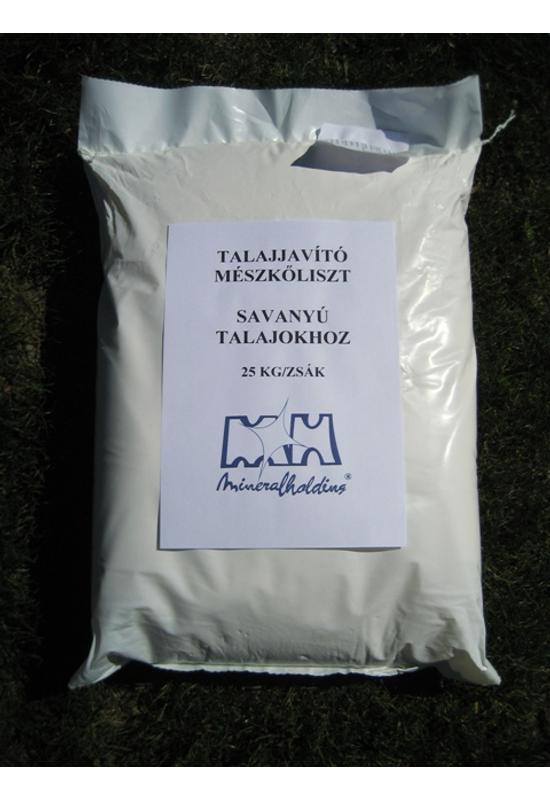 TALAJJAVÍTÓ
MÉSZKŐLISZT
SAVANYÚ
TALAJOKHOZ
25 KG/ZSÁK
mineralholding®